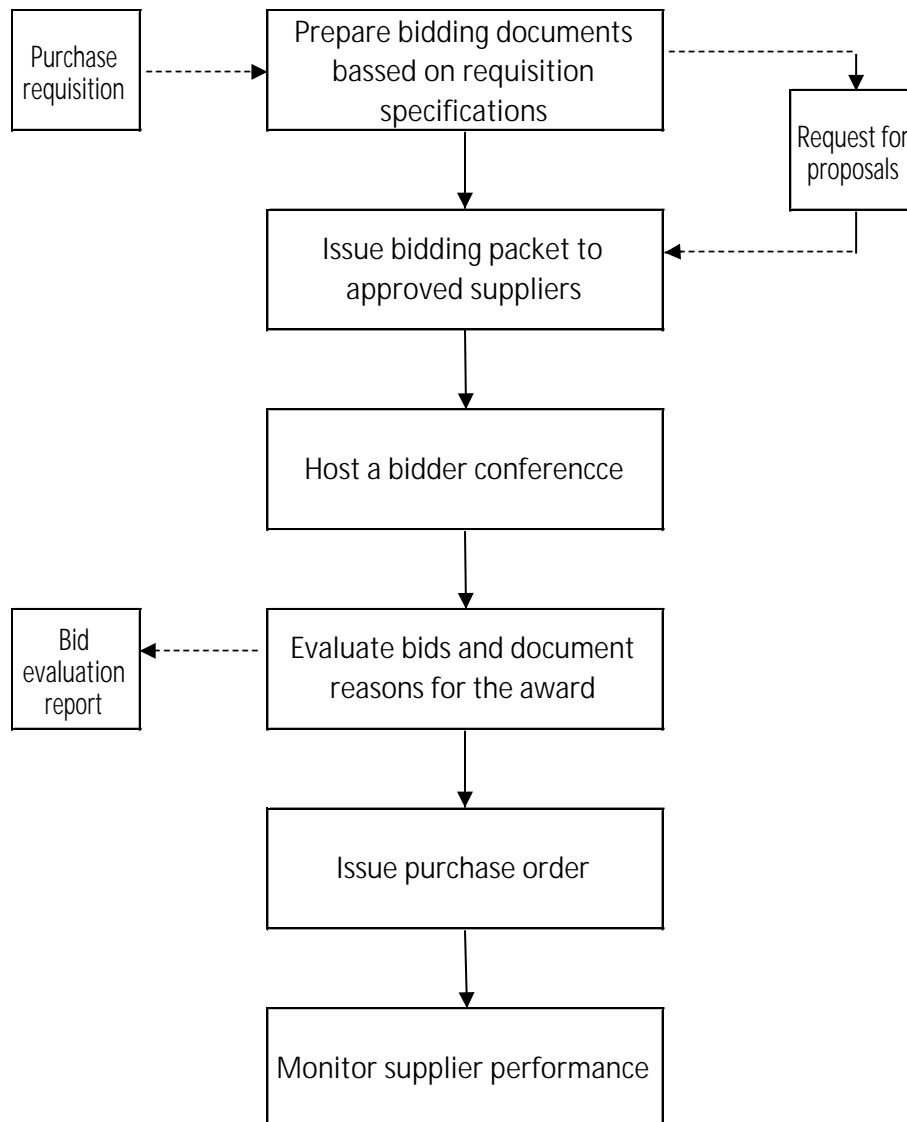 Purchase
requisition
Prepare bidding documents
bassed on requisition
specifications
Request for
proposals
Issue bidding packet to
approved suppliers
Host a bidder conferencce
Bid
evaluation
report
Evaluate bids and document
reasons for the award
Issue purchase order
Monitor supplier performance